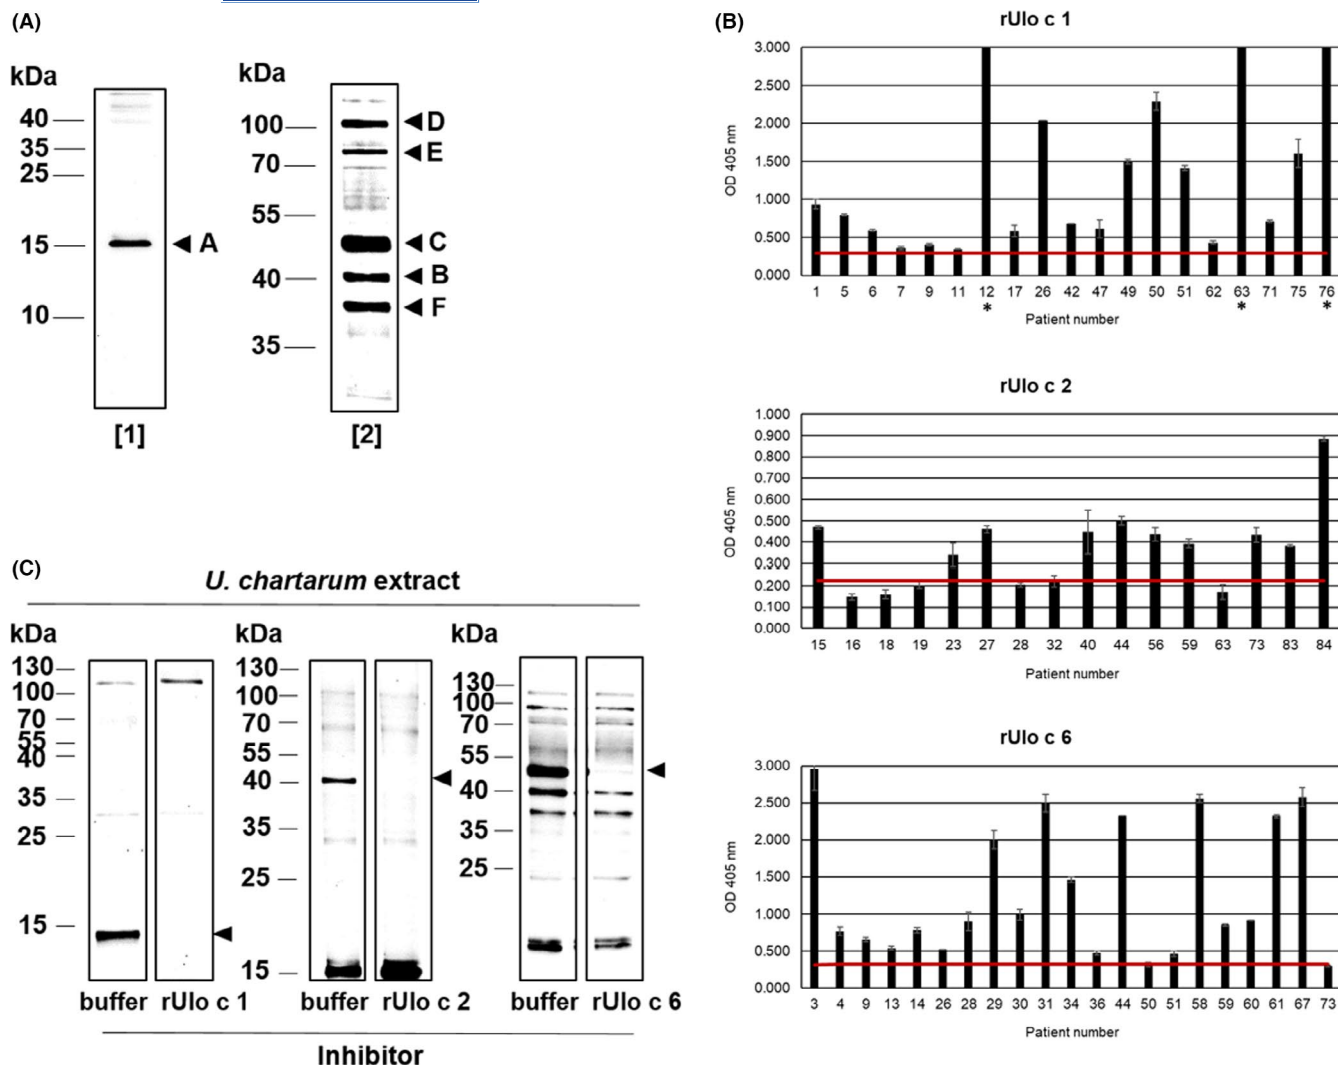 (A)
kDa
40
35
25
15
10
A
[1]
kDa
100
70
55
40
35
D
E
C
B
F
[2]
(B)
rUlo c 1
OD 405 nm
3.000
2.500
2.000
1.500
1.000
0.500
0.000
1 5 6 7 9 11 12 17 26 42 47 49 50 51 62 63 71 75 76
* * *
Patient number
rUlo c 2
OD 405 nm
1.000
0.900
0.800
0.700
0.600
0.500
0.400
0.300
0.200
0.100
0.000
15 16 18 19 23 27 28 32 40 44 56 59 63 73 83 84
Patient number
rUlo c 6
OD 405 nm
3.000
2.500
2.000
1.500
1.000
0.500
0.000
3 4 9 13 14 26 28 29 30 31 34 36 44 50 51 58 59 60 61 67 73
Patient number
(C)
U. chartarum extract
kDa
130
100
70
55
40
35
25
15
buffer rUlo c 1
kDa
130
100
70
55
40
35
25
15
buffer rUlo c 2
kDa
130
100
70
55
40
35
25
buffer rUlo c 6
Inhibitor